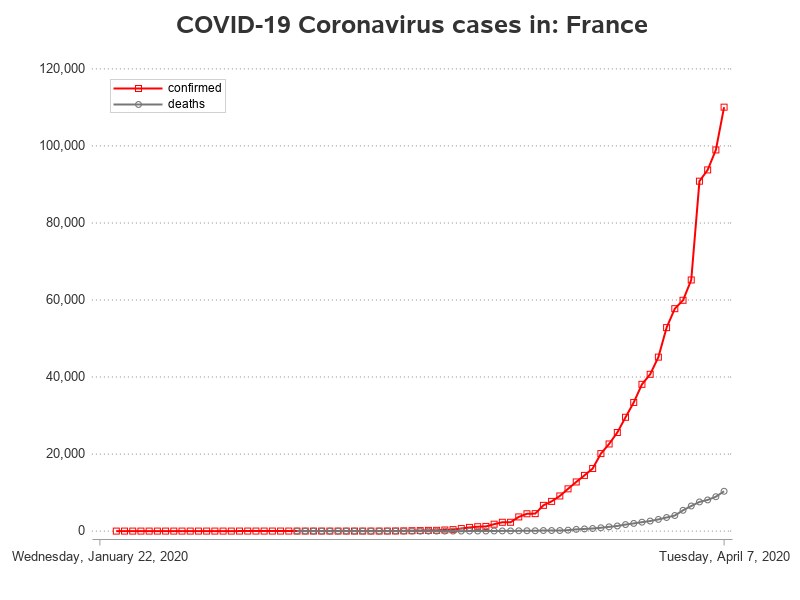 COVID-19 Coronavirus cases in: France
120,000
confirmed
deaths
100,000
80,000
60,000
40,000
20,000
0
Wednesday, January 22, 2020 Tuesday, April 7, 2020